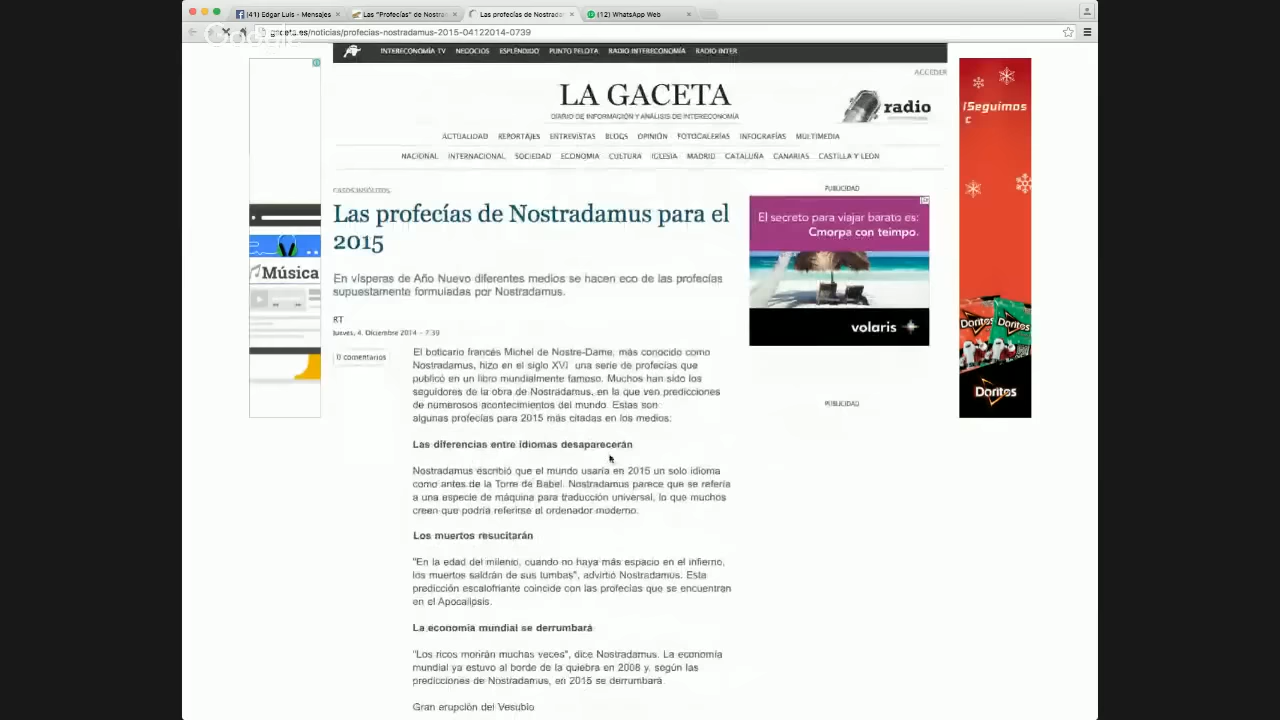 (41) Edgar Luis - Mensajes
Las "Profecías" de Nostra
Las profecías de Nostrada
(12) WhatsApp Web
.es/noticias/profecias-nostradamus-2015-04122014-0739
INTERECONOMÍA TV NEGOCIOS ESPLÉNDIDO PUNTO PELOTA RADIO INTERECONOMÍA RADIO INTER
ACCEDER
LA GACETA
DIARIO DE INFORMACIÓN Y ANÁLISIS DE INTERECONOMÍA
radio
ACTUALIDAD REPORTAJES ENTREVISTAS BLOGS OPINIÓN FOTOGALERÍAS INFOGRAFÍAS MULTIMEDIA
NACIONAL INTERNACIONAL SOCIEDAD ECONOMIA CULTURA IGLESIA MADRID CATALUÑA CANARIAS CASTILLA Y LEON
CASOS INSÓLITOS
Las profecías de Nostradamus para el
2015
En vísperas de Año Nuevo diferentes medios se hacen eco de las profecías
supuestamente formuladas por Nostradamus.
RT
Jueves, 4. Diciembre 2014 - 7:39
0 comentarios
El boticario francés Michel de Nostre-Dame, más conocido como
Nostradamus, hizo en el siglo XVI una serie de profecías que
publicó en un libro mundialmente famoso. Muchos han sido los
seguidores de la obra de Nostradamus, en la que ven predicciones
de numerosos acontecimientos del mundo. Estas son
algunas profecías para 2015 más citadas en los medios:
Las diferencias entre idiomas desaparecerán
Nostradamus escribió que el mundo usaría en 2015 un solo idioma
como antes de la Torre de Babel. Nostradamus parece que se refería
a una especie de máquina para traducción universal, lo que muchos
creen que podría referirse al ordenador moderno.
Los muertos resucitarán
"En la edad del milenio, cuando no haya más espacio en el infierno,
los muertos saldrán de sus tumbas", advirtió Nostradamus. Esta
predicción escalofriante coincide con las profecías que se encuentran
en el Apocalipsis.
La economía mundial se derrumbará
"Los ricos morirán muchas veces", dice Nostradamus. La economía
mundial ya estuvo al borde de la quiebra en 2008 y, según las
predicciones de Nostradamus, en 2015 se derrumbará.
Gran erupción del Vesubio
PUBLICIDAD
El secreto para viajar barato es:
Cmorpa con teimpo.
volaris
PUBLICIDAD
Música
¡Seguimos
c
Doritos
Doritos
Doritos